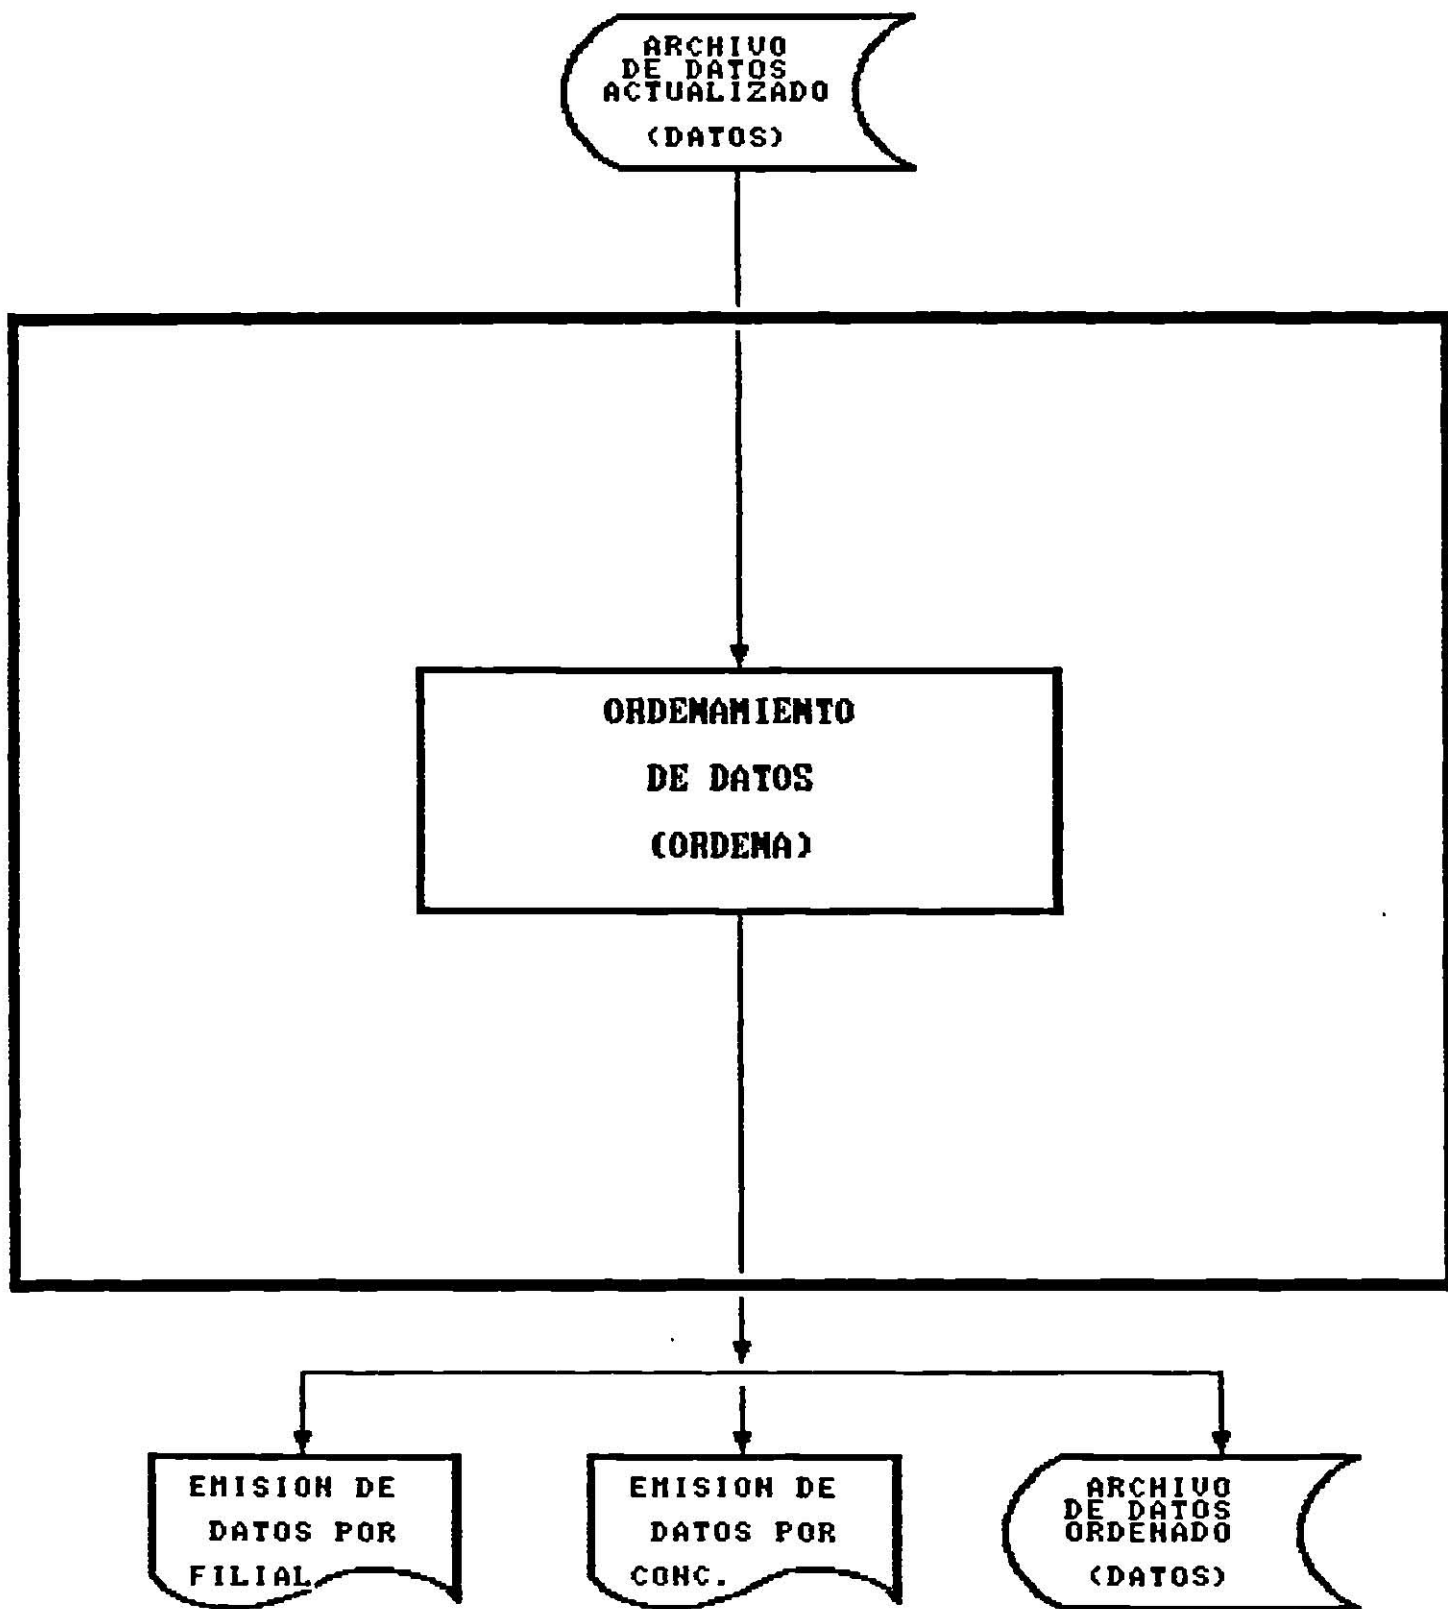 ARCHIVO
DE DATOS
ACTUALIZADO
(DATOS)
ORDENAMIENTO
DE DATOS
(ORDENA)
EMISION DE
DATOS POR
FILIAL
EMISION DE
DATOS POR
CONC.
ARCHIVO
DE DATOS
ORDENADO
(DATOS)